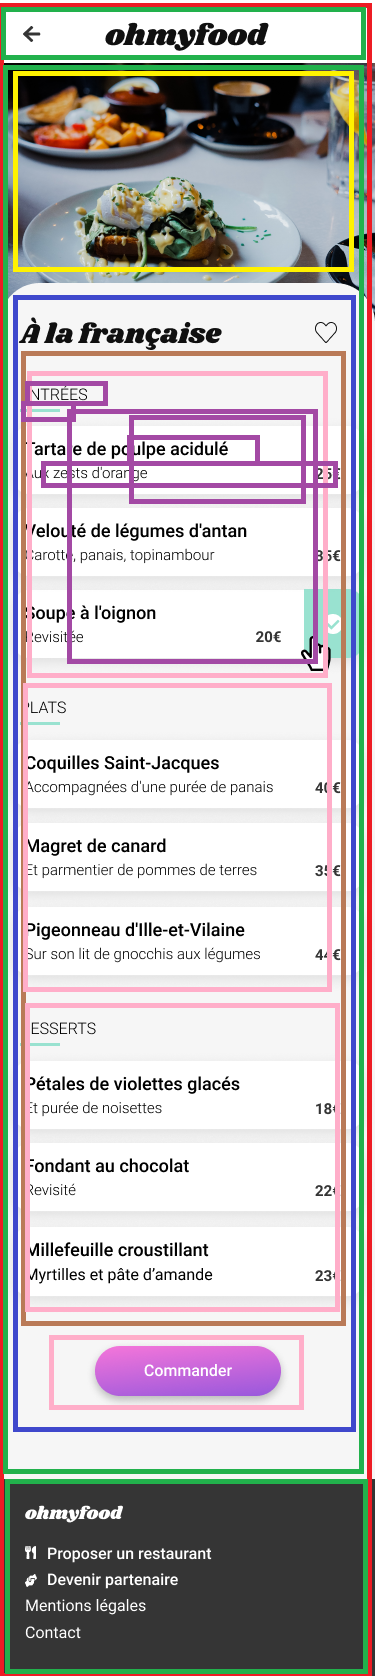 ohmyfood
À la française
ENTRÉES
Tartare de poulpe acidulé
Aux zests d'orange 25€
Velouté de légumes d'antan
Carotte, panais, topinambour 35€
Soupe à l'oignon
Revisitée 20€
PLATS
Coquilles Saint-Jacques
Accompagnées d'une purée de panais 40€
Magret de canard
Et parmentier de pommes de terres 35€
Pigeonneau d'Ille-et-Vilaine
Sur son lit de gnocchis aux légumes 44€
DESSERTS
Pétales de violettes glacés
Et purée de noisettes 18€
Fondant au chocolat
Revisité 22€
Millefeuille croustillant
Myrtilles et pâte d’amande 23€
Commander
ohmyfood
Proposer un restaurant
Devenir partenaire
Mentions légales
Contact